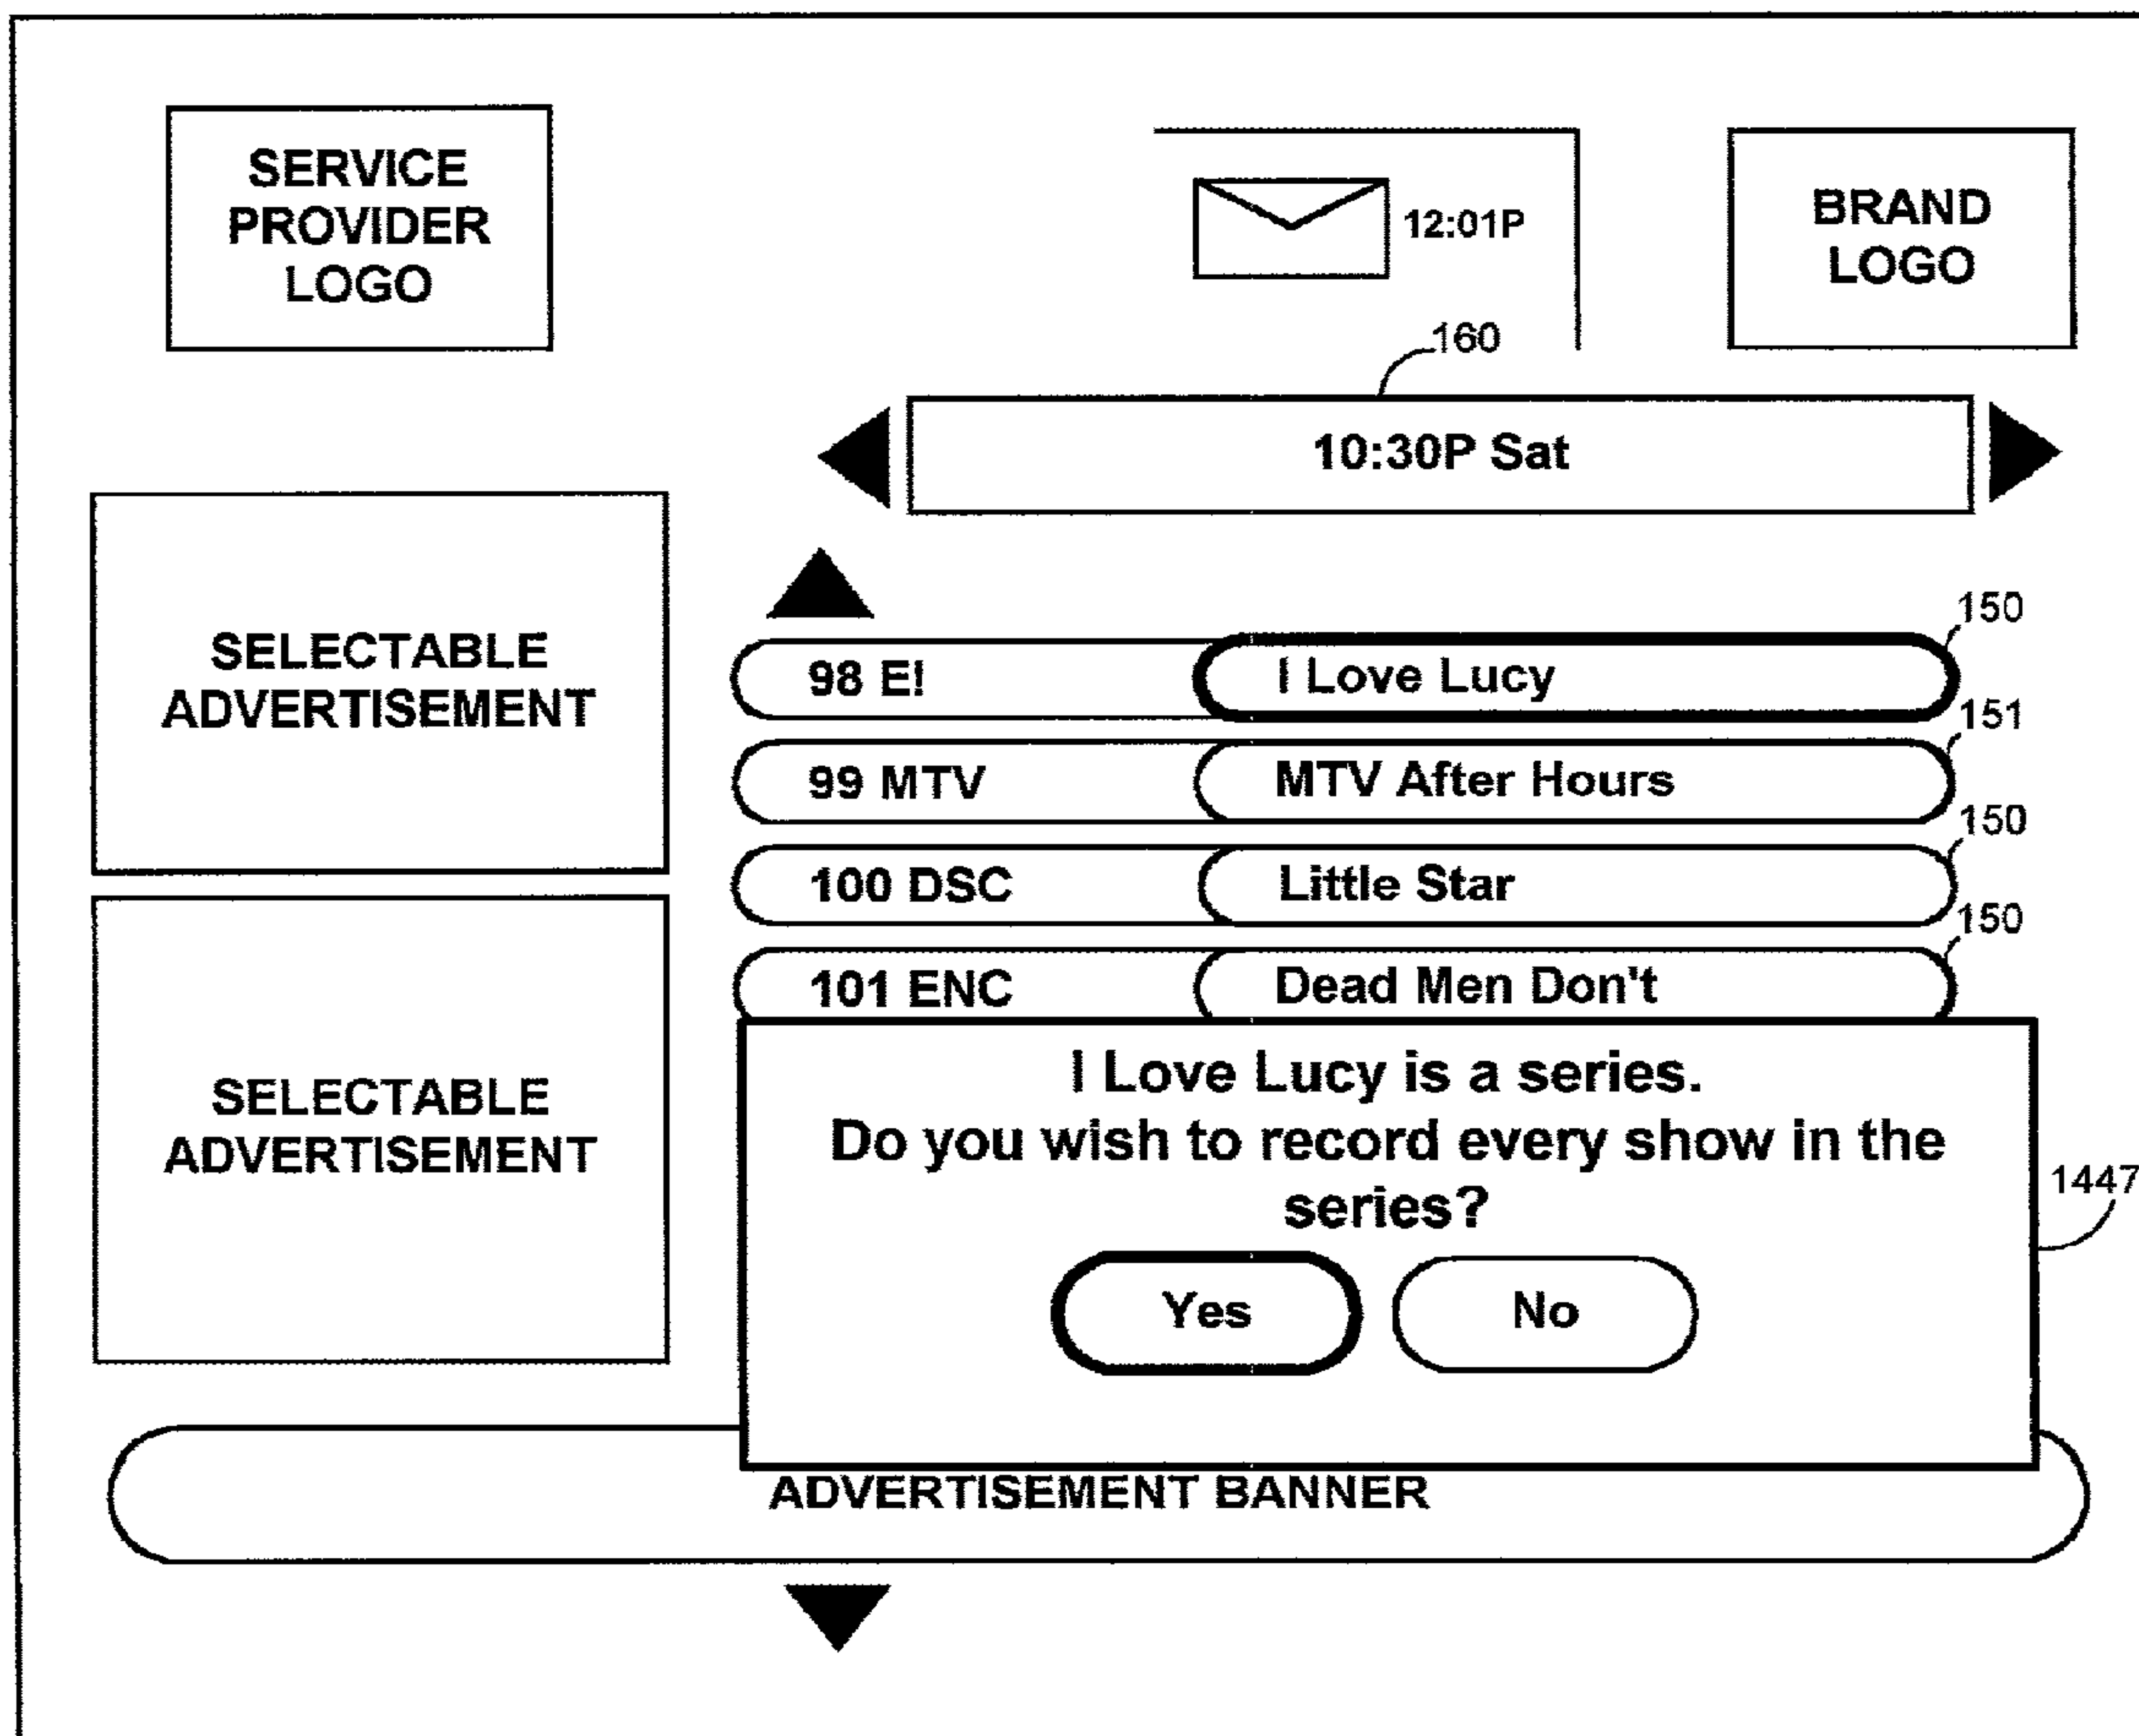 SERVICE
PROVIDER
LOGO
12:01P
BRAND
LOGO
160
10:30P Sat
SELECTABLE
ADVERTISEMENT
150
98 E! I Love Lucy
151
99 MTV MTV After Hours
150
100 DSC Little Star
150
101 ENC Dead Men Don't
SELECTABLE
ADVERTISEMENT
I Love Lucy is a series.
Do you wish to record every show in the
series?
1447
Yes No
ADVERTISEMENT BANNER